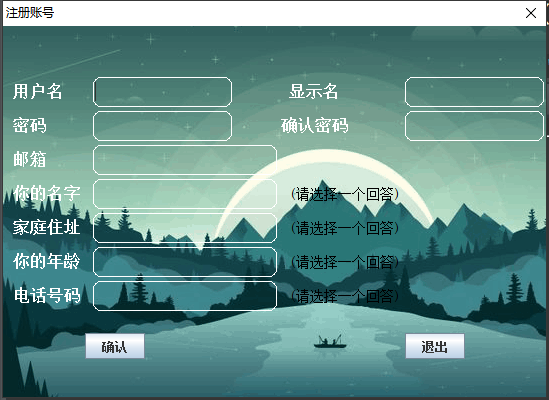 注册账号
用户名 显示名
密码 确认密码
邮箱
你的名字 (请选择一个回答)
家庭住址 (请选择一个回答)
你的年龄 (请选择一个回答)
电话号码 (请选择一个回答)
确认 退出